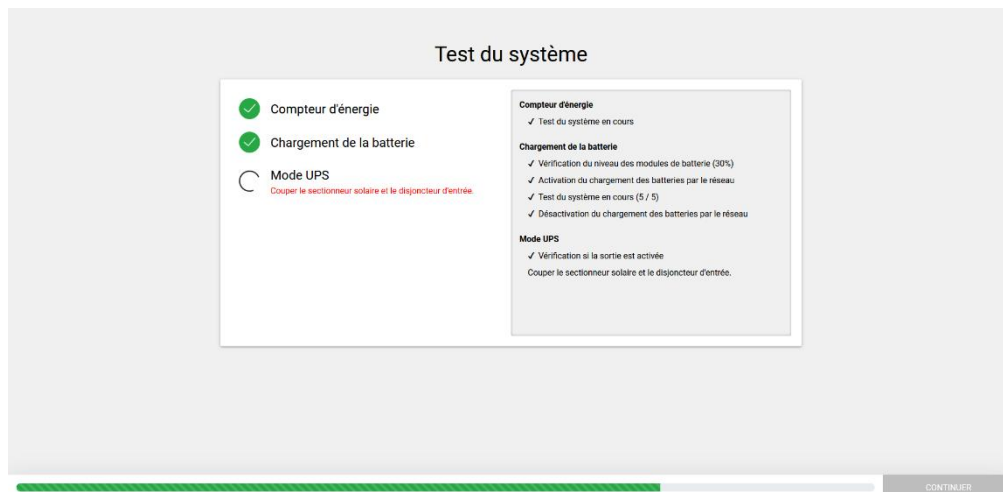 Test du système
Compteur d'énergie
Chargement de la batterie
Mode UPS
Couper le sectionneur solaire et le disjoncteur d'entrée.
Compteur d'énergie
✓ Test du système en cours
Chargement de la batterie
✓ Vérification du niveau des modules de batterie (30%)
✓ Activation du chargement des batteries par le réseau
✓ Test du système en cours (5 / 5)
✓ Désactivation du chargement des batteries par le réseau
Mode UPS
✓ Vérification si la sortie est activée
Couper le sectionneur solaire et le disjoncteur d'entrée.
CONTINUER